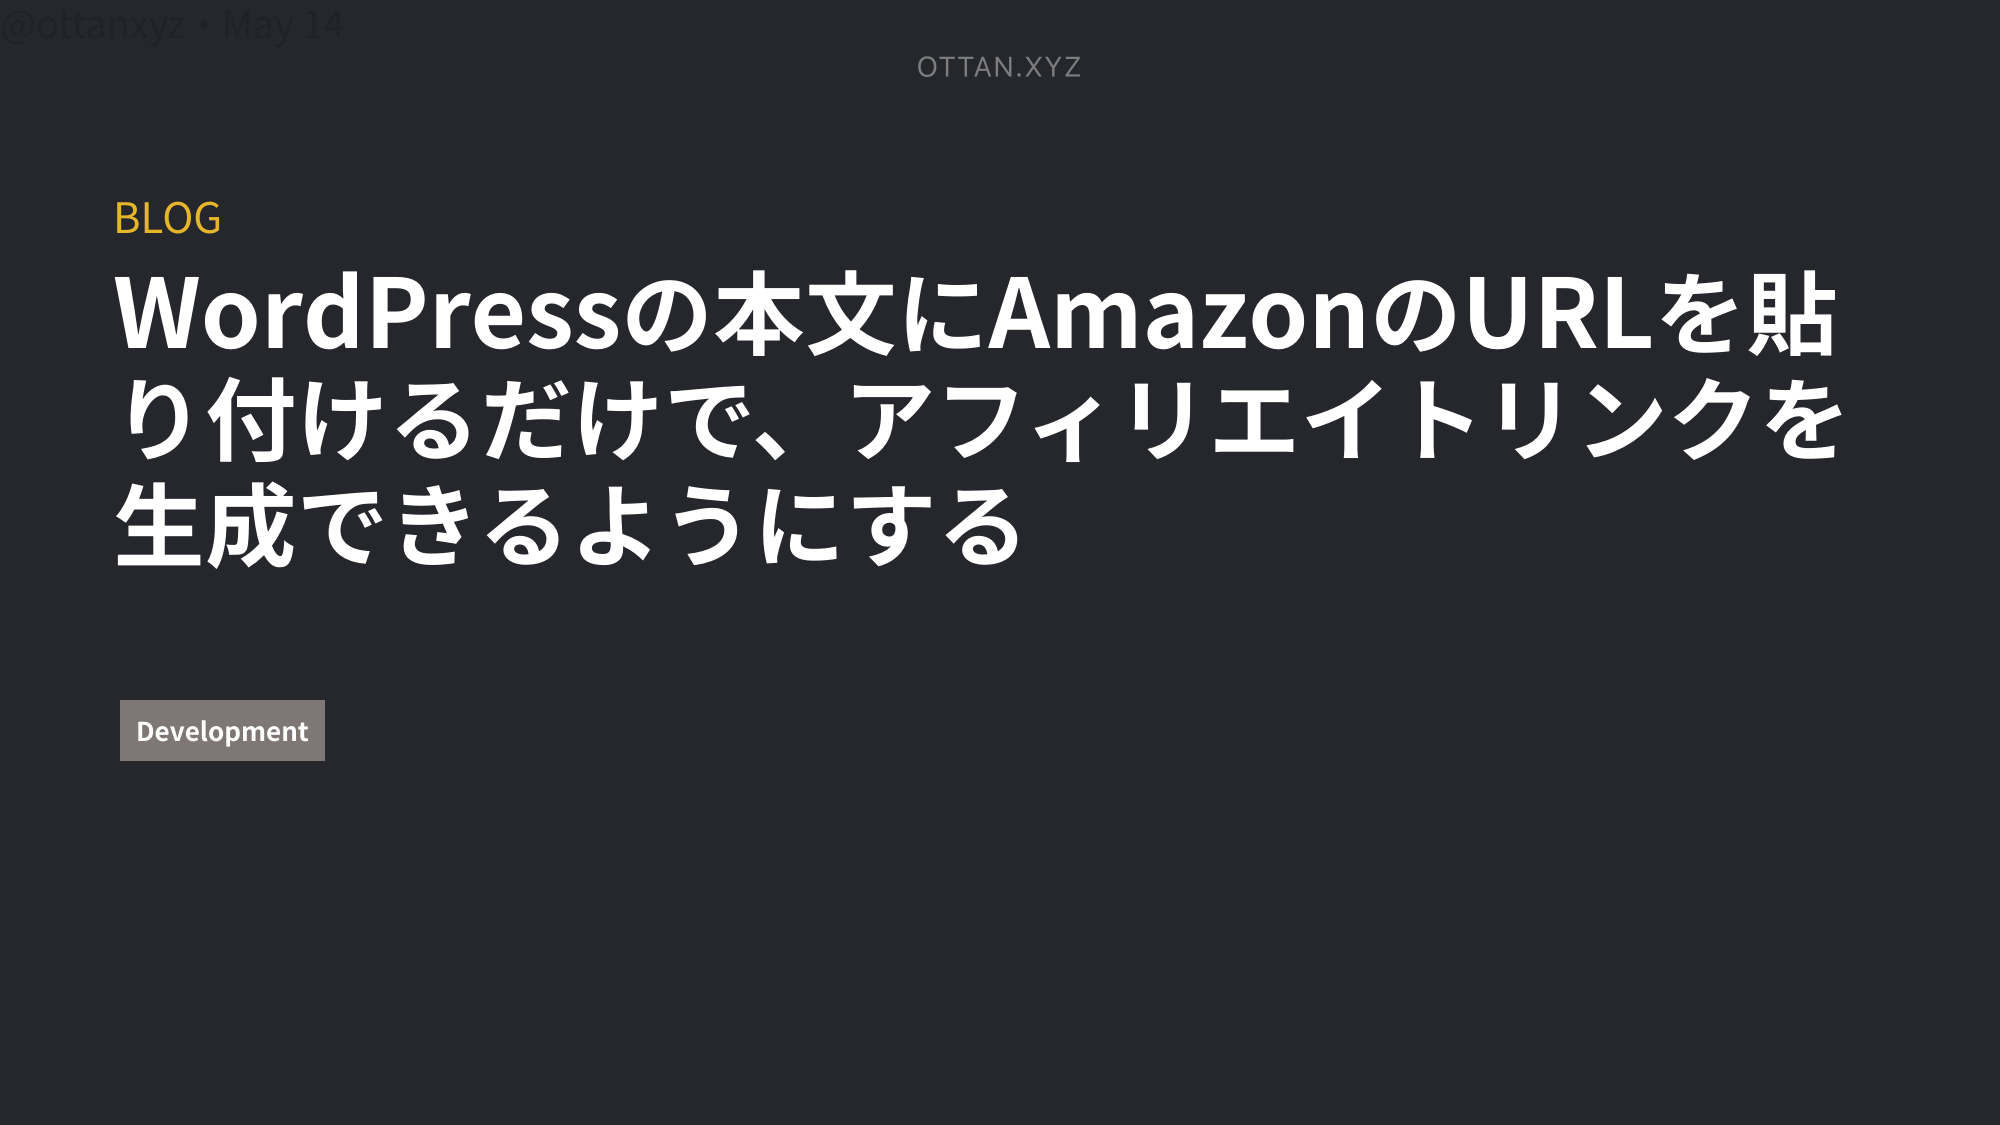 @ottanxyz・May 14
OTTAN.XYZ
BLOG
WordPressの本文にAmazonのURLを貼
り付けるだけで、アフィリエイトリンクを
生成できるようにする
Development